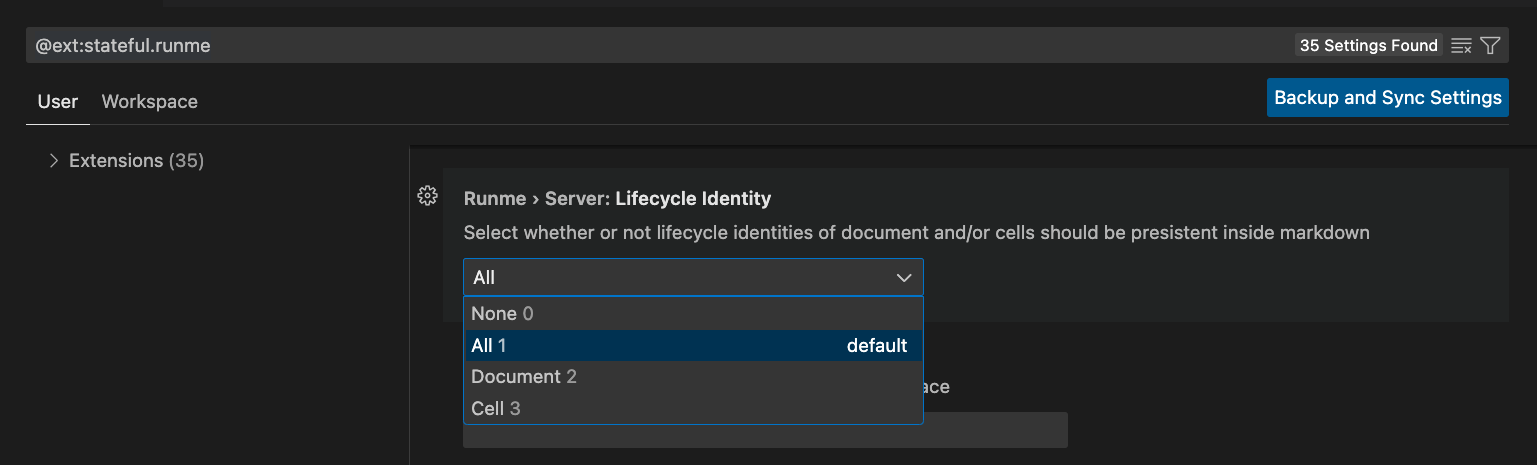 @ext:stateful.runme
35 Settings Found
User Workspace
Backup and Sync Settings
Extensions (35)
Runme › Server: Lifecycle Identity
Select whether or not lifecycle identities of document and/or cells should be presistent inside markdown
All
None 0
All 1 default
Document 2
ace
Cell 3